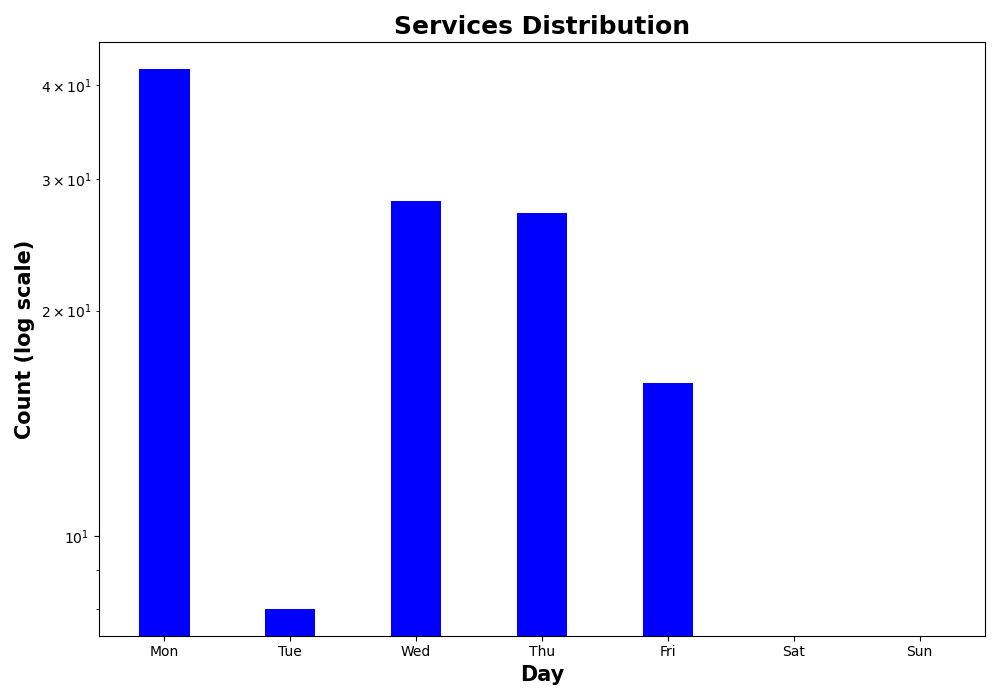 Services Distribution
Count (log scale)
4 × 10¹
3 × 10¹
2 × 10¹
10¹
Mon Tue Wed Thu Fri Sat Sun
Day